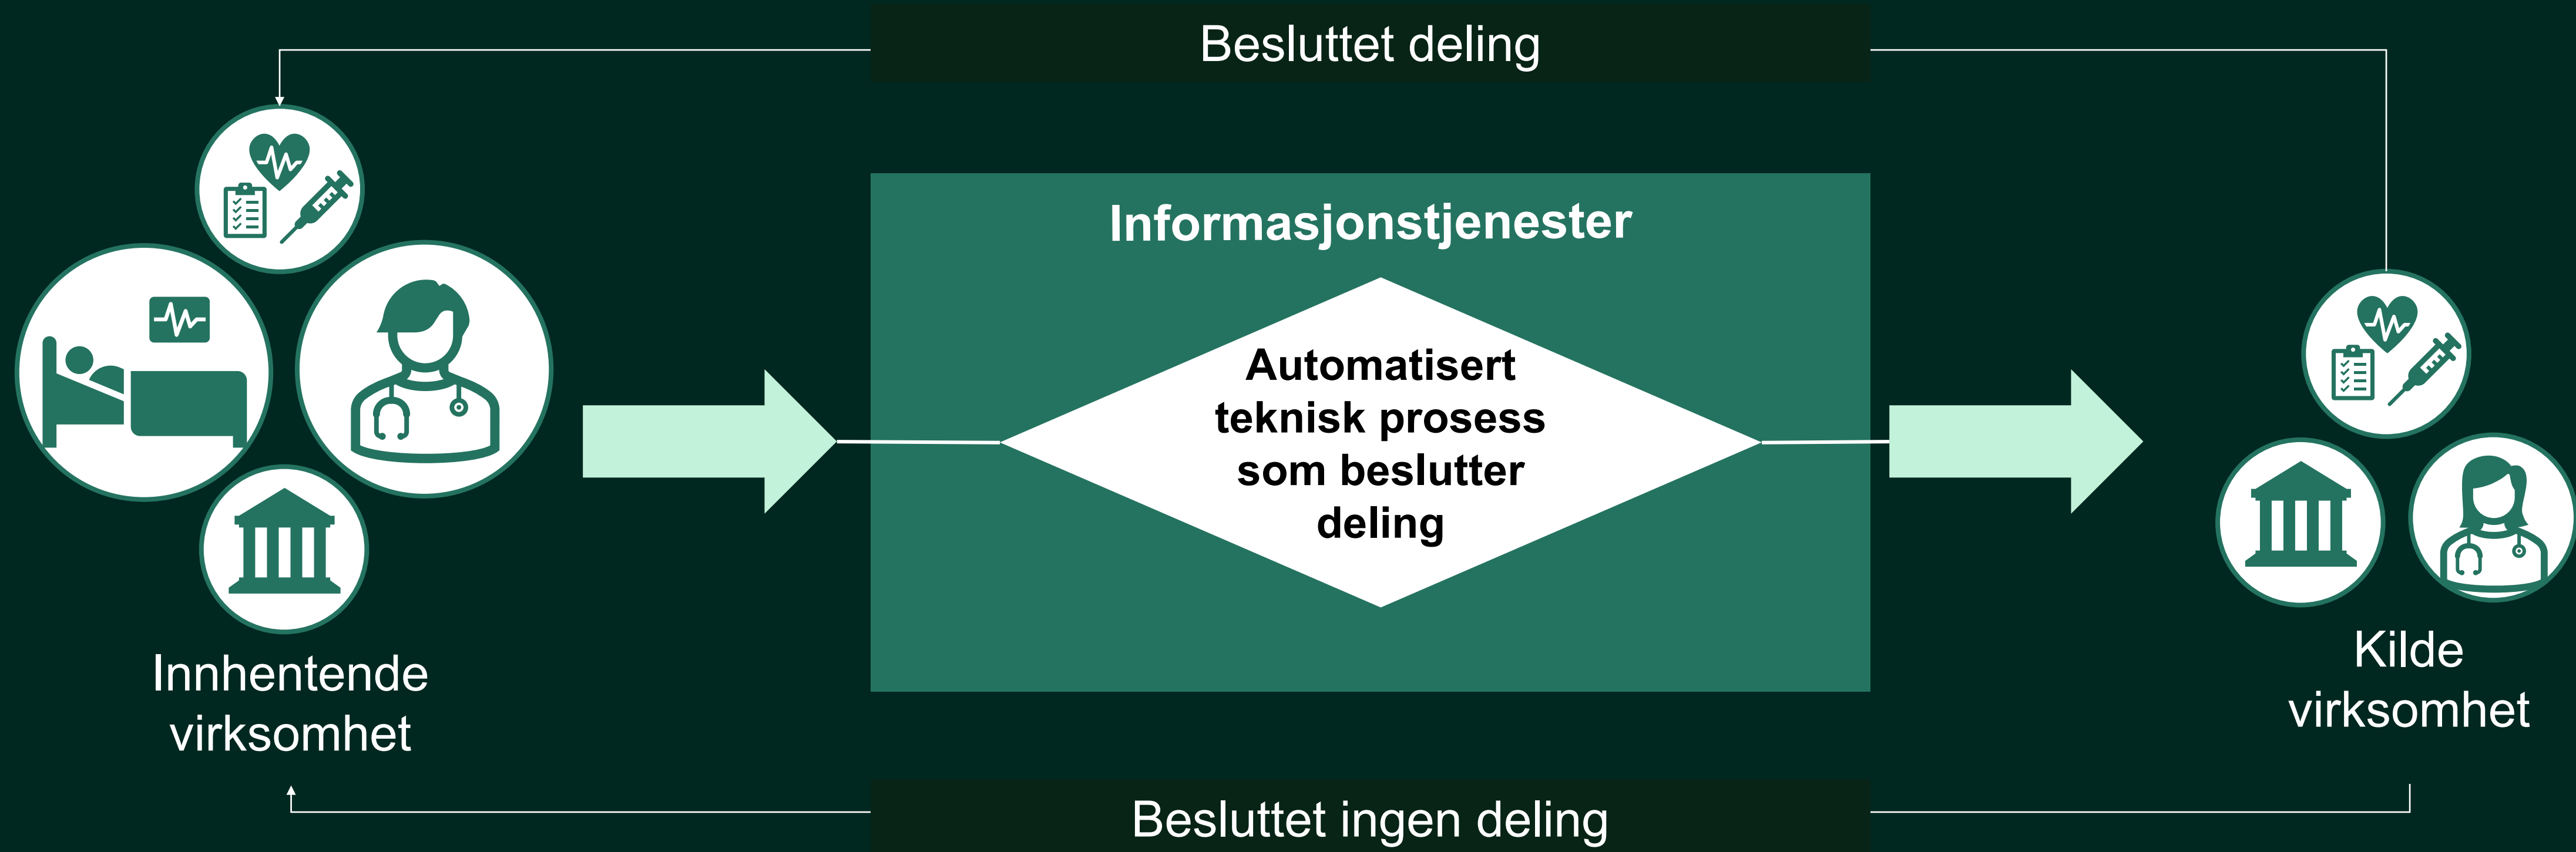 Besluttet deling
Informasjonstjenester
Automatisert
teknisk prosess
som beslutter
deling
Innhentende
virksomhet
Kilde
virksomhet
Besluttet ingen deling